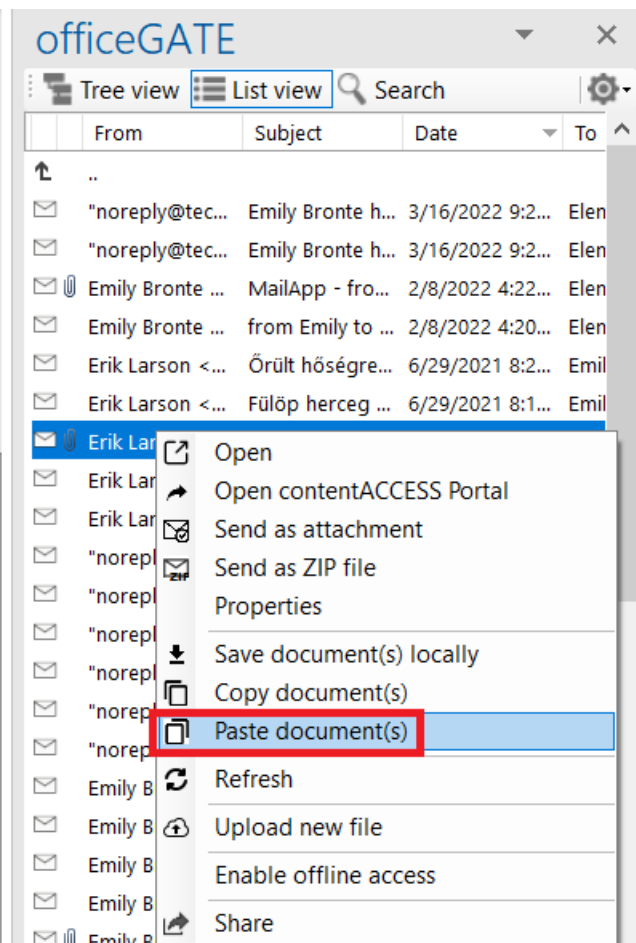 officeGATE
Tree view List view Search
From Subject Date To
..
"noreply@tec... Emily Bronte h... 3/16/2022 9:2... Elen
"noreply@tec... Emily Bronte h... 3/16/2022 9:2... Elen
Emily Bronte ... MailApp - fro... 2/8/2022 4:22... Elen
Emily Bronte ... from Emily to ... 2/8/2022 4:20... Elen
Erik Larson <... Őrült hőségre... 6/29/2021 8:2... Emil
Erik Larson <... Fülöp herceg ... 6/29/2021 8:1... Emil
Erik Lar
Open
Erik Lar
Open contentACCESS Portal
Erik Lar
Send as attachment
"norepl
ZIP
Send as ZIP file
"norepl
Properties
"norepl
"norepl
Save document(s) locally
"norepl
Copy document(s)
"norep
Paste document(s)
Emily B
Refresh
Emily B
Upload new file
Emily B
Enable offline access
Emily B
Share
Emily B